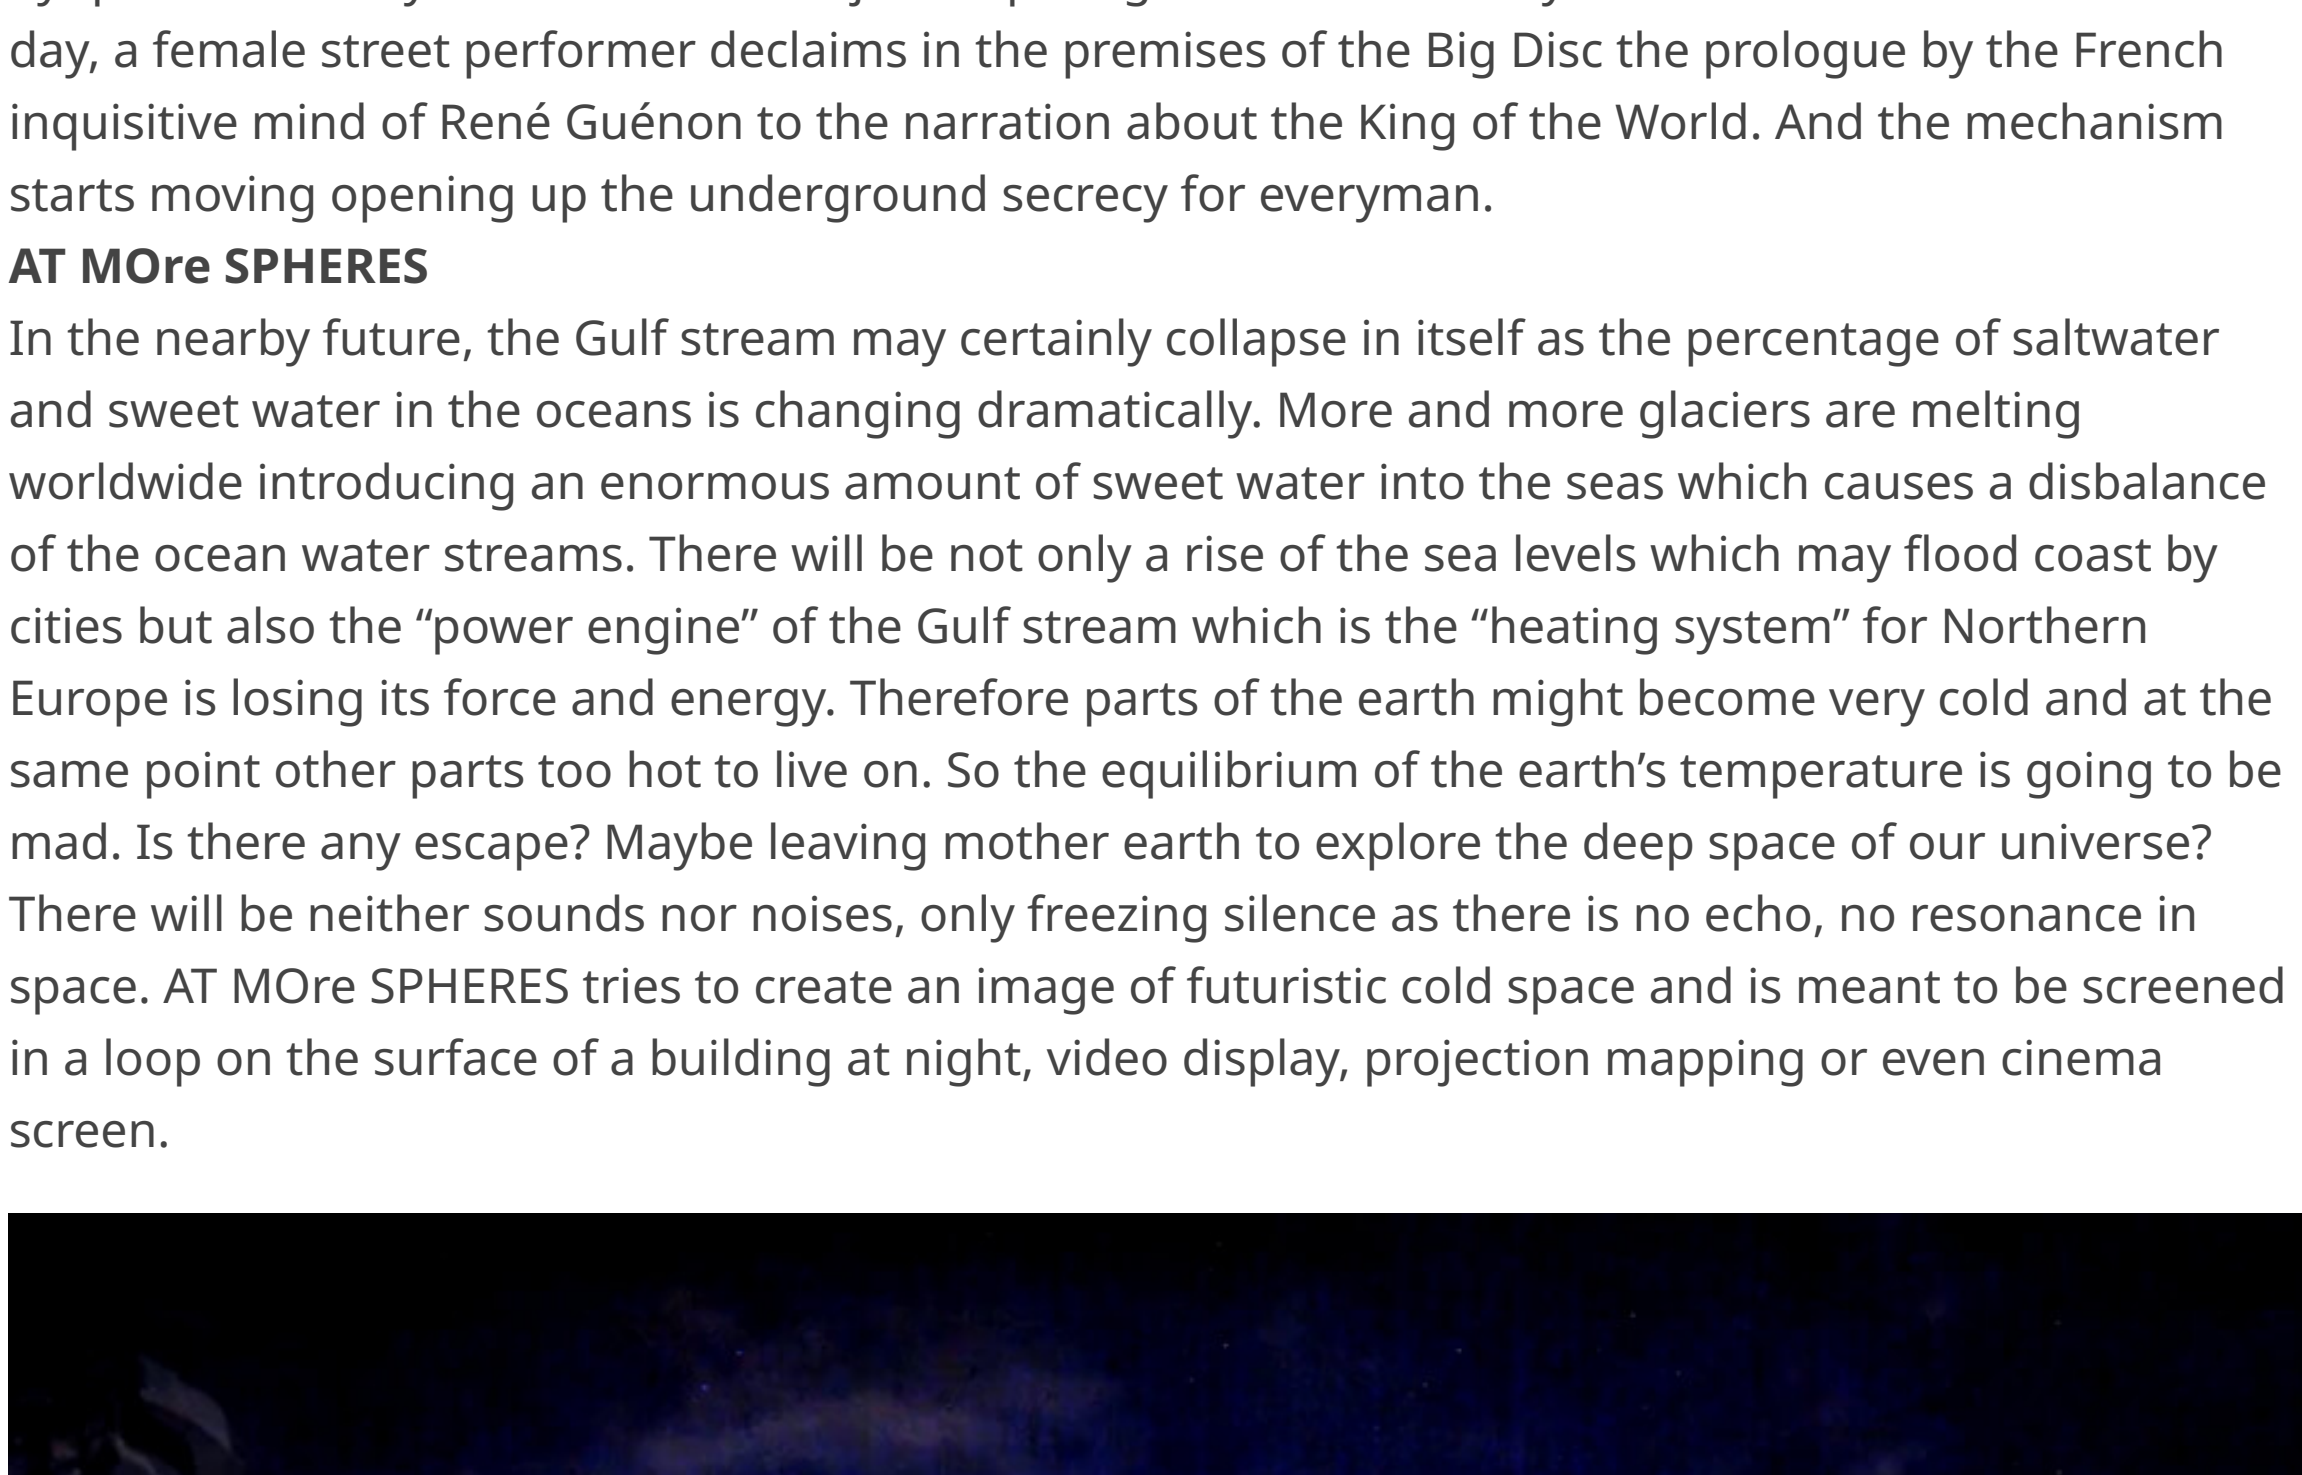 day, a female street performer declaims in the premises of the Big Disc the prologue by the French
inquisitive mind of René Guénon to the narration about the King of the World. And the mechanism
starts moving opening up the underground secrecy for everyman.
AT MOre SPHERES
In the nearby future, the Gulf stream may certainly collapse in itself as the percentage of saltwater
and sweet water in the oceans is changing dramatically. More and more glaciers are melting
worldwide introducing an enormous amount of sweet water into the seas which causes a disbalance
of the ocean water streams. There will be not only a rise of the sea levels which may flood coast by
cities but also the “power engine” of the Gulf stream which is the “heating system” for Northern
Europe is losing its force and energy. Therefore parts of the earth might become very cold and at the
same point other parts too hot to live on. So the equilibrium of the earth’s temperature is going to be
mad. Is there any escape? Maybe leaving mother earth to explore the deep space of our universe?
There will be neither sounds nor noises, only freezing silence as there is no echo, no resonance in
space. AT MOre SPHERES tries to create an image of futuristic cold space and is meant to be screened
in a loop on the surface of a building at night, video display, projection mapping or even cinema
screen.